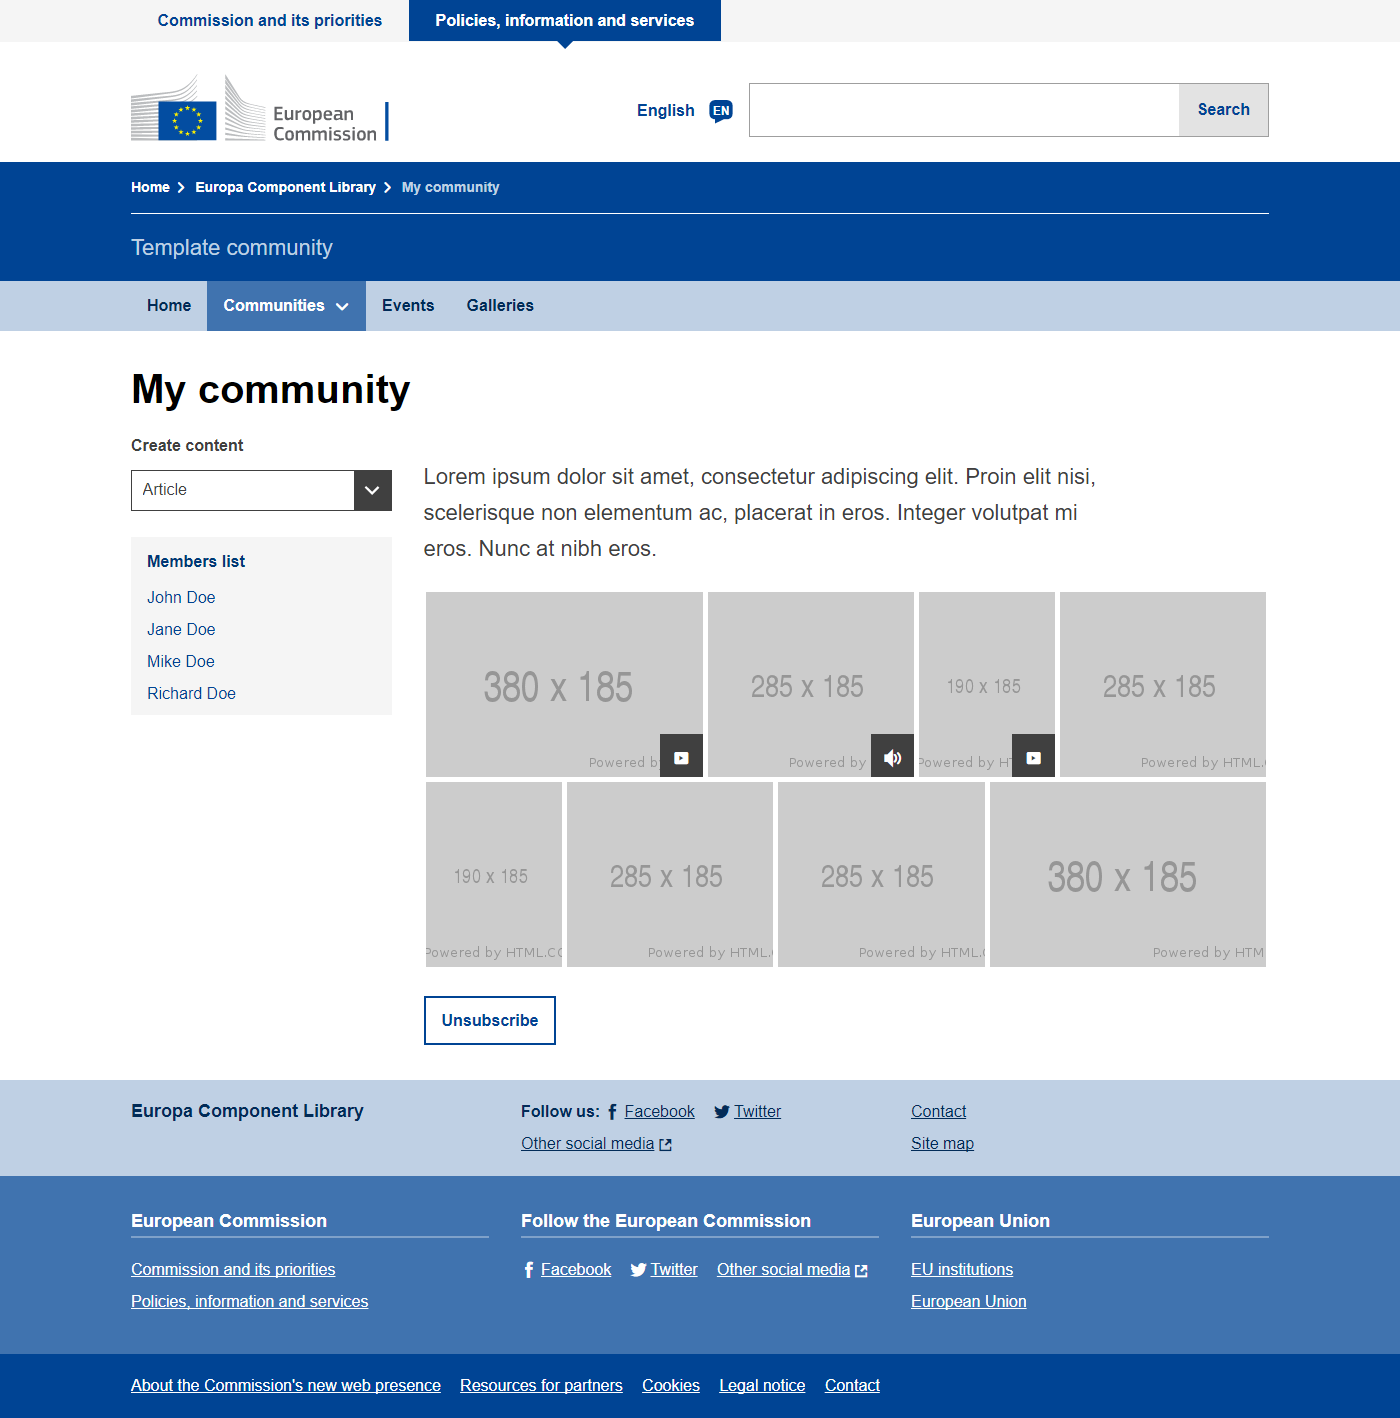 Commission and its priorities
Policies, information and services
European
Commission
English
EN
Search
Home
Europa Component Library
My community
Template community
Home
Communities
Events
Galleries
My community
Create content
Article
Members list
John Doe
Jane Doe
Mike Doe
Richard Doe
Lorem ipsum dolor sit amet, consectetur adipiscing elit. Proin elit nisi,
scelerisque non elementum ac, placerat in eros. Integer volutpat mi
eros. Nunc at nibh eros.
380 x 185
Powered by
285 x 185
Powered by
190 x 185
Powered by HT
285 x 185
Powered by HTML.C
190 x 185
Powered by HTML.CO
285 x 185
Powered by HTML.C
285 x 185
Powered by HTML.C
380 x 185
Powered by HTM
Unsubscribe
Europa Component Library
Follow us: Facebook Twitter
Other social media
Contact
Site map
European Commission
Commission and its priorities
Policies, information and services
Follow the European Commission
Facebook Twitter Other social media
European Union
EU institutions
European Union
About the Commission's new web presence Resources for partners Cookies Legal notice Contact